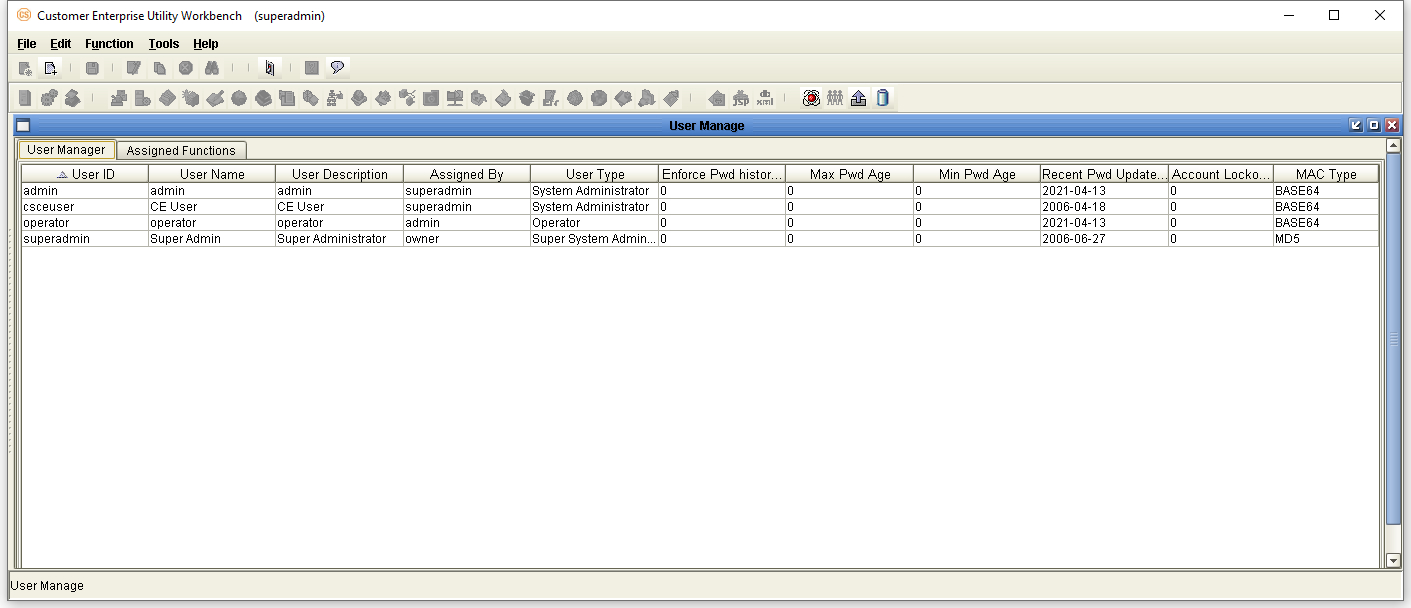 Customer Enterprise Utility Workbench (superadmin)
File Edit Function Tools Help
JSP db xml
User Manage
User Manager Assigned Functions
User ID User Name User Description Assigned By User Type Enforce Pwd histor... Max Pwd Age Min Pwd Age Recent Pwd Update... Account Locko... MAC Type
admin admin admin superadmin System Administrator 0 0 0 2021-04-13 0 BASE64
csceuser CE User CE User superadmin System Administrator 0 0 0 2006-04-18 0 BASE64
operator operator operator admin Operator 0 0 0 2021-04-13 0 BASE64
superadmin Super Admin Super Administrator owner Super System Admin... 0 0 0 2006-06-27 0 MD5
User Manage